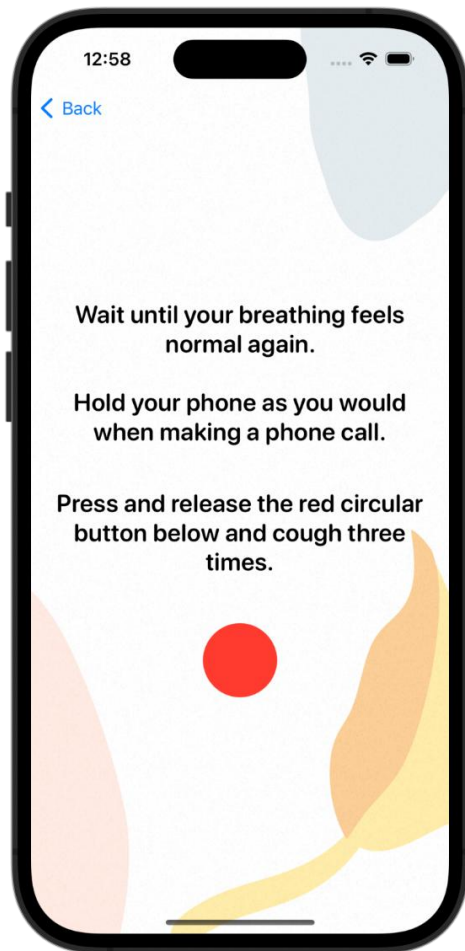 12:58
Back
Wait until your breathing feels
normal again.
Hold your phone as you would
when making a phone call.
Press and release the red circular
button below and cough three
times.